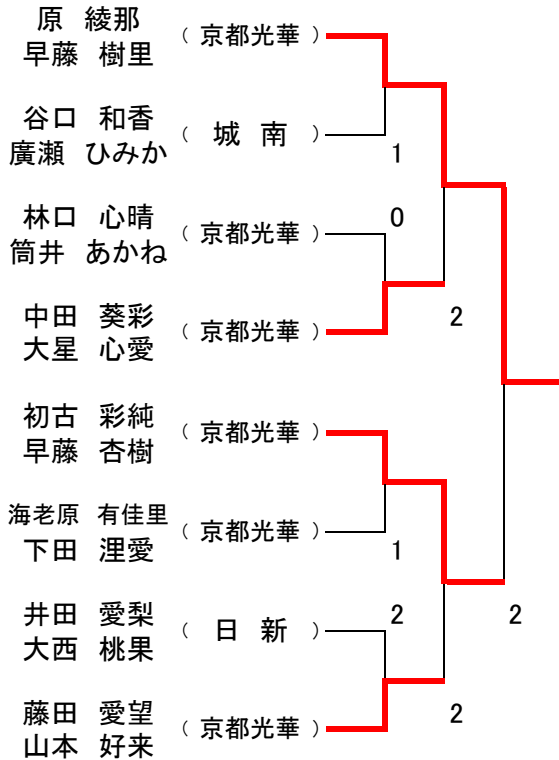 原 綾那
早藤 樹里
( 京都光華 )
谷口 和香
廣瀬 ひみか
( 城 南 )
1
林口 心晴
筒井 あかね
( 京都光華 )
0
中田 葵彩
大星 心愛
( 京都光華 )
2
初古 彩純
早藤 杏樹
( 京都光華 )
海老原 有佳里
下田 浬愛
( 京都光華 )
1
井田 愛梨
大西 桃果
( 日 新 )
2
2
藤田 愛望
山本 好来
( 京都光華 )
2